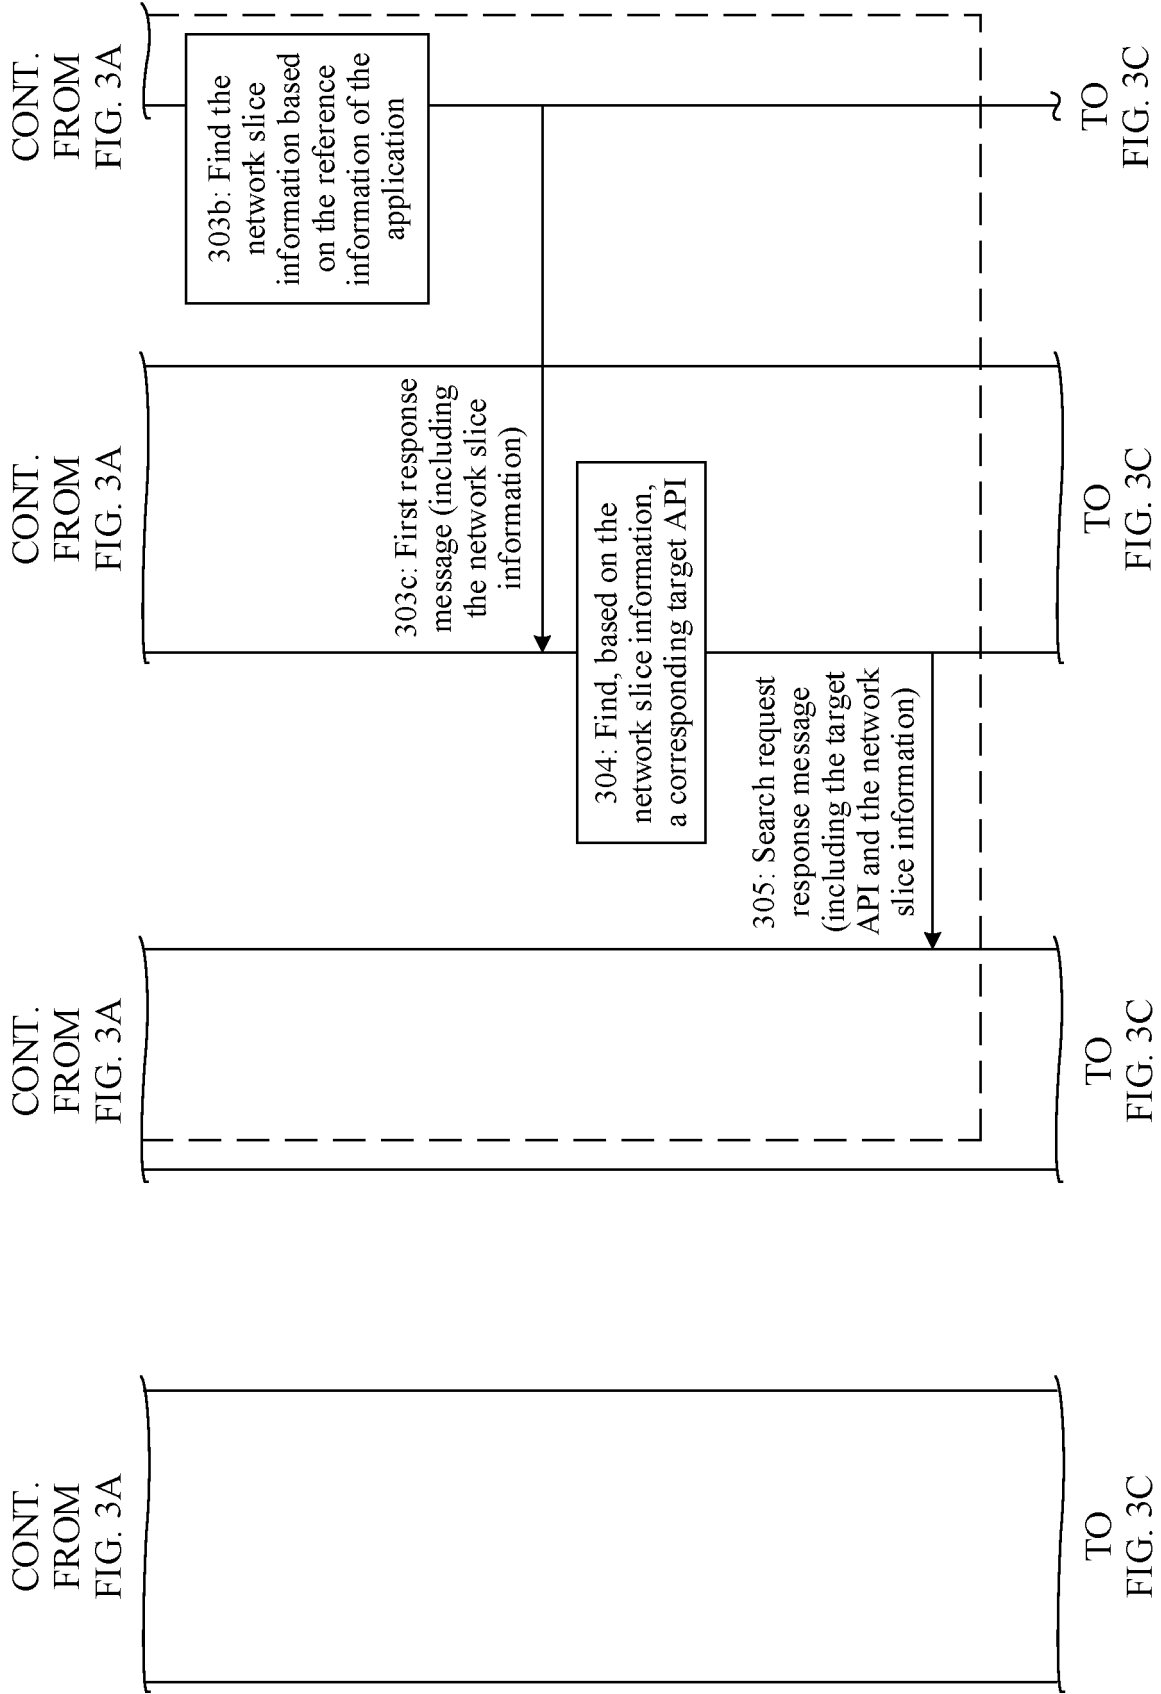 CONT.
FROM
FIG. 3A
CONT.
FROM
FIG. 3A
CONT.
FROM
FIG. 3A
CONT.
FROM
FIG. 3A
303b: Find the
network slice
information based
on the reference
information of the
application
303c: First response
message (including
the network slice
information)
304: Find, based on the
network slice information,
a corresponding target API
305: Search request
response message
(including the target
API and the network
slice information)
TO
FIG. 3C
TO
FIG. 3C
TO
FIG. 3C
TO
FIG. 3C